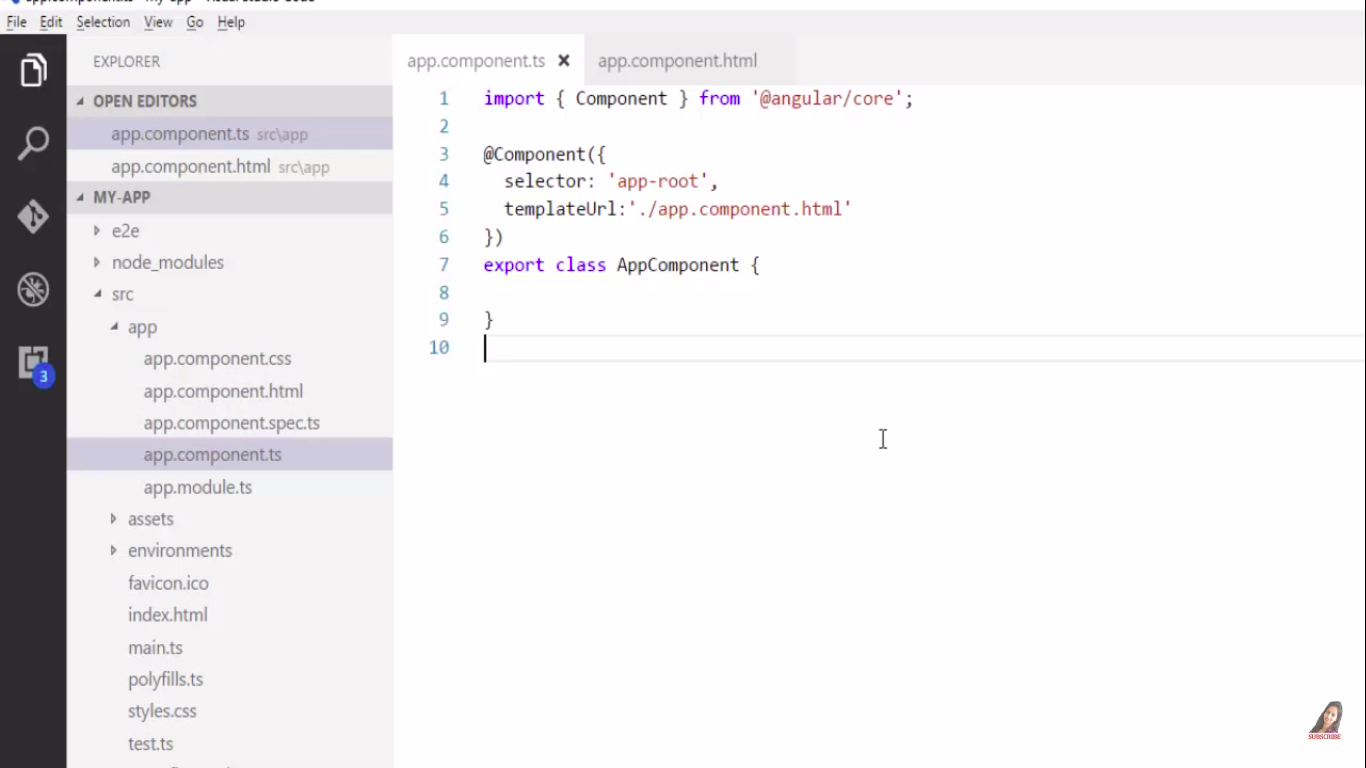 File Edit Selection View Go Help
EXPLORER
OPEN EDITORS
app.component.ts src\app
app.component.html src\app
MY-APP
e2e
node_modules
src
app
app.component.css
app.component.html
app.component.spec.ts
app.component.ts
app.module.ts
assets
environments
favicon.ico
index.html
main.ts
polyfills.ts
styles.css
test.ts
3
app.component.ts × app.component.html
1 import { Component } from '@angular/core';
2
3 @Component({
4 selector: 'app-root',
5 templateUrl:'./app.component.html'
6 })
7 export class AppComponent {
8
9 }
10
SUBSCRIBE